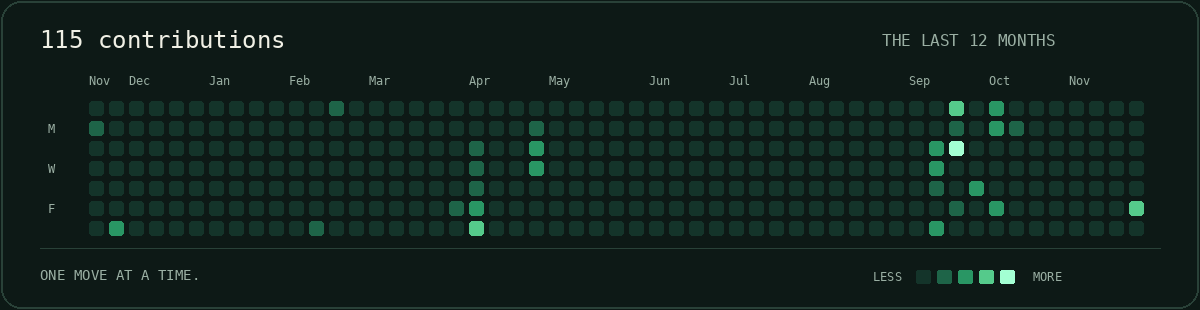 115 contributions
THE LAST 12 MONTHS
Nov Dec Jan Feb Mar Apr May Jun Jul Aug Sep Oct Nov
M
W
F
ONE MOVE AT A TIME.
LESS MORE